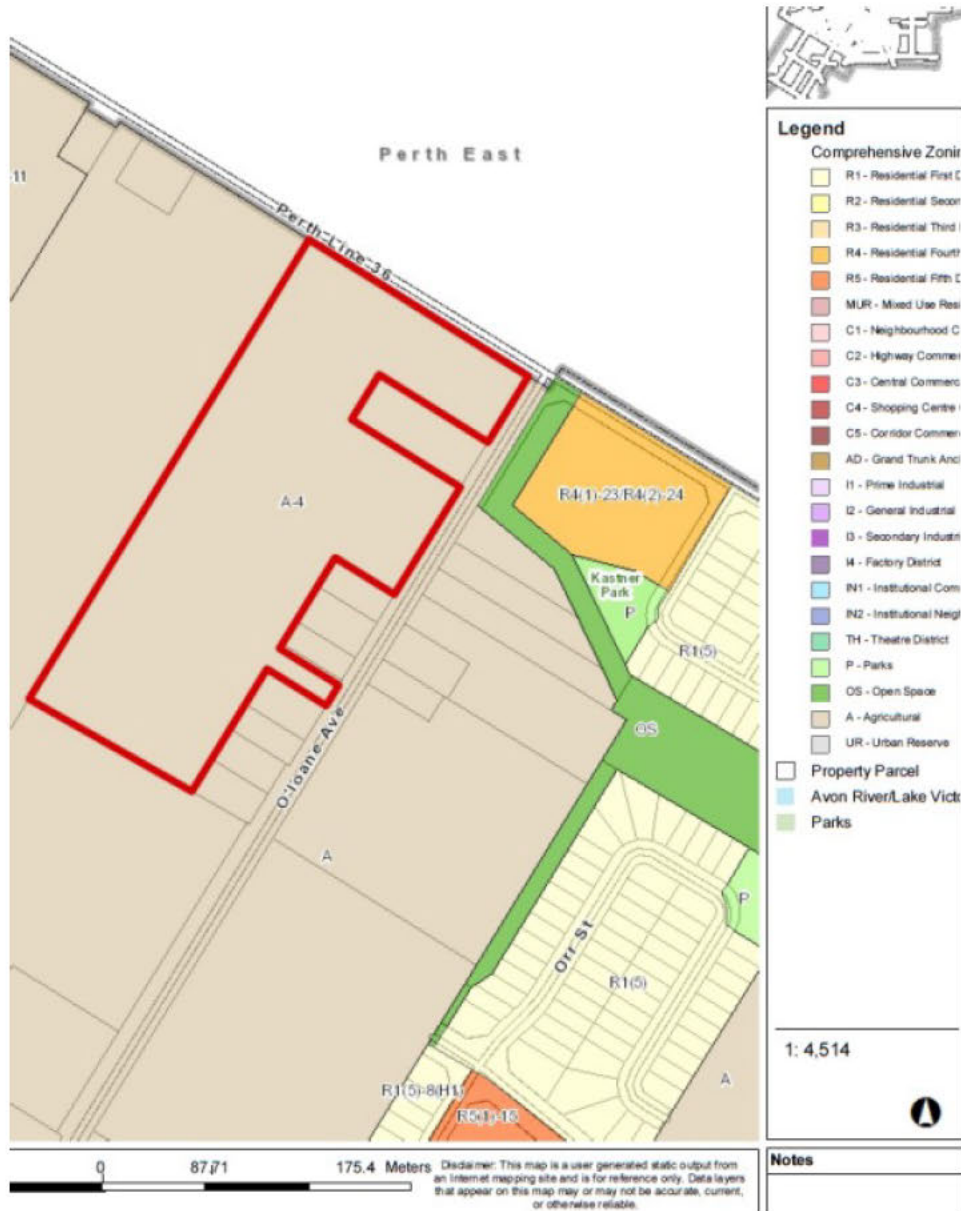 Perth East
-11
Perth Line 36
A-4
R4(1)-23/R4(2)-24
Kastner
Park
P
R1(5)
OS
O'loane Ave
A
P
Orr St
R1(5)
A
R1(5)-8(H1)
R5(1)-15
Legend
Comprehensive Zonin
R1 - Residential First D
R2 - Residential Secon
R3 - Residential Third
R4 - Residential Fourth
R5 - Residential Fifth D
MUR - Mixed Use Resi
C1 - Neighbourhood C
C2 - Highway Commer
C3 - Central Commerc
C4 - Shopping Centre
C5 - Corridor Commer
AD - Grand Trunk Anci
I1 - Prime Industrial
I2 - General Industrial
I3 - Secondary Industri
I4 - Factory District
IN1 - Institutional Com
IN2 - Institutional Neigh
TH - Theatre District
P - Parks
OS - Open Space
A - Agricultural
UR - Urban Reserve
Property Parcel
Avon River/Lake Victo
Parks
1: 4,514
0 87.71 175.4 Meters
Disclaimer: This map is a user generated static output from
an Internet mapping site and is for reference only. Data layers
that appear on this map may or may not be accurate, current,
or otherwise reliable.
Notes